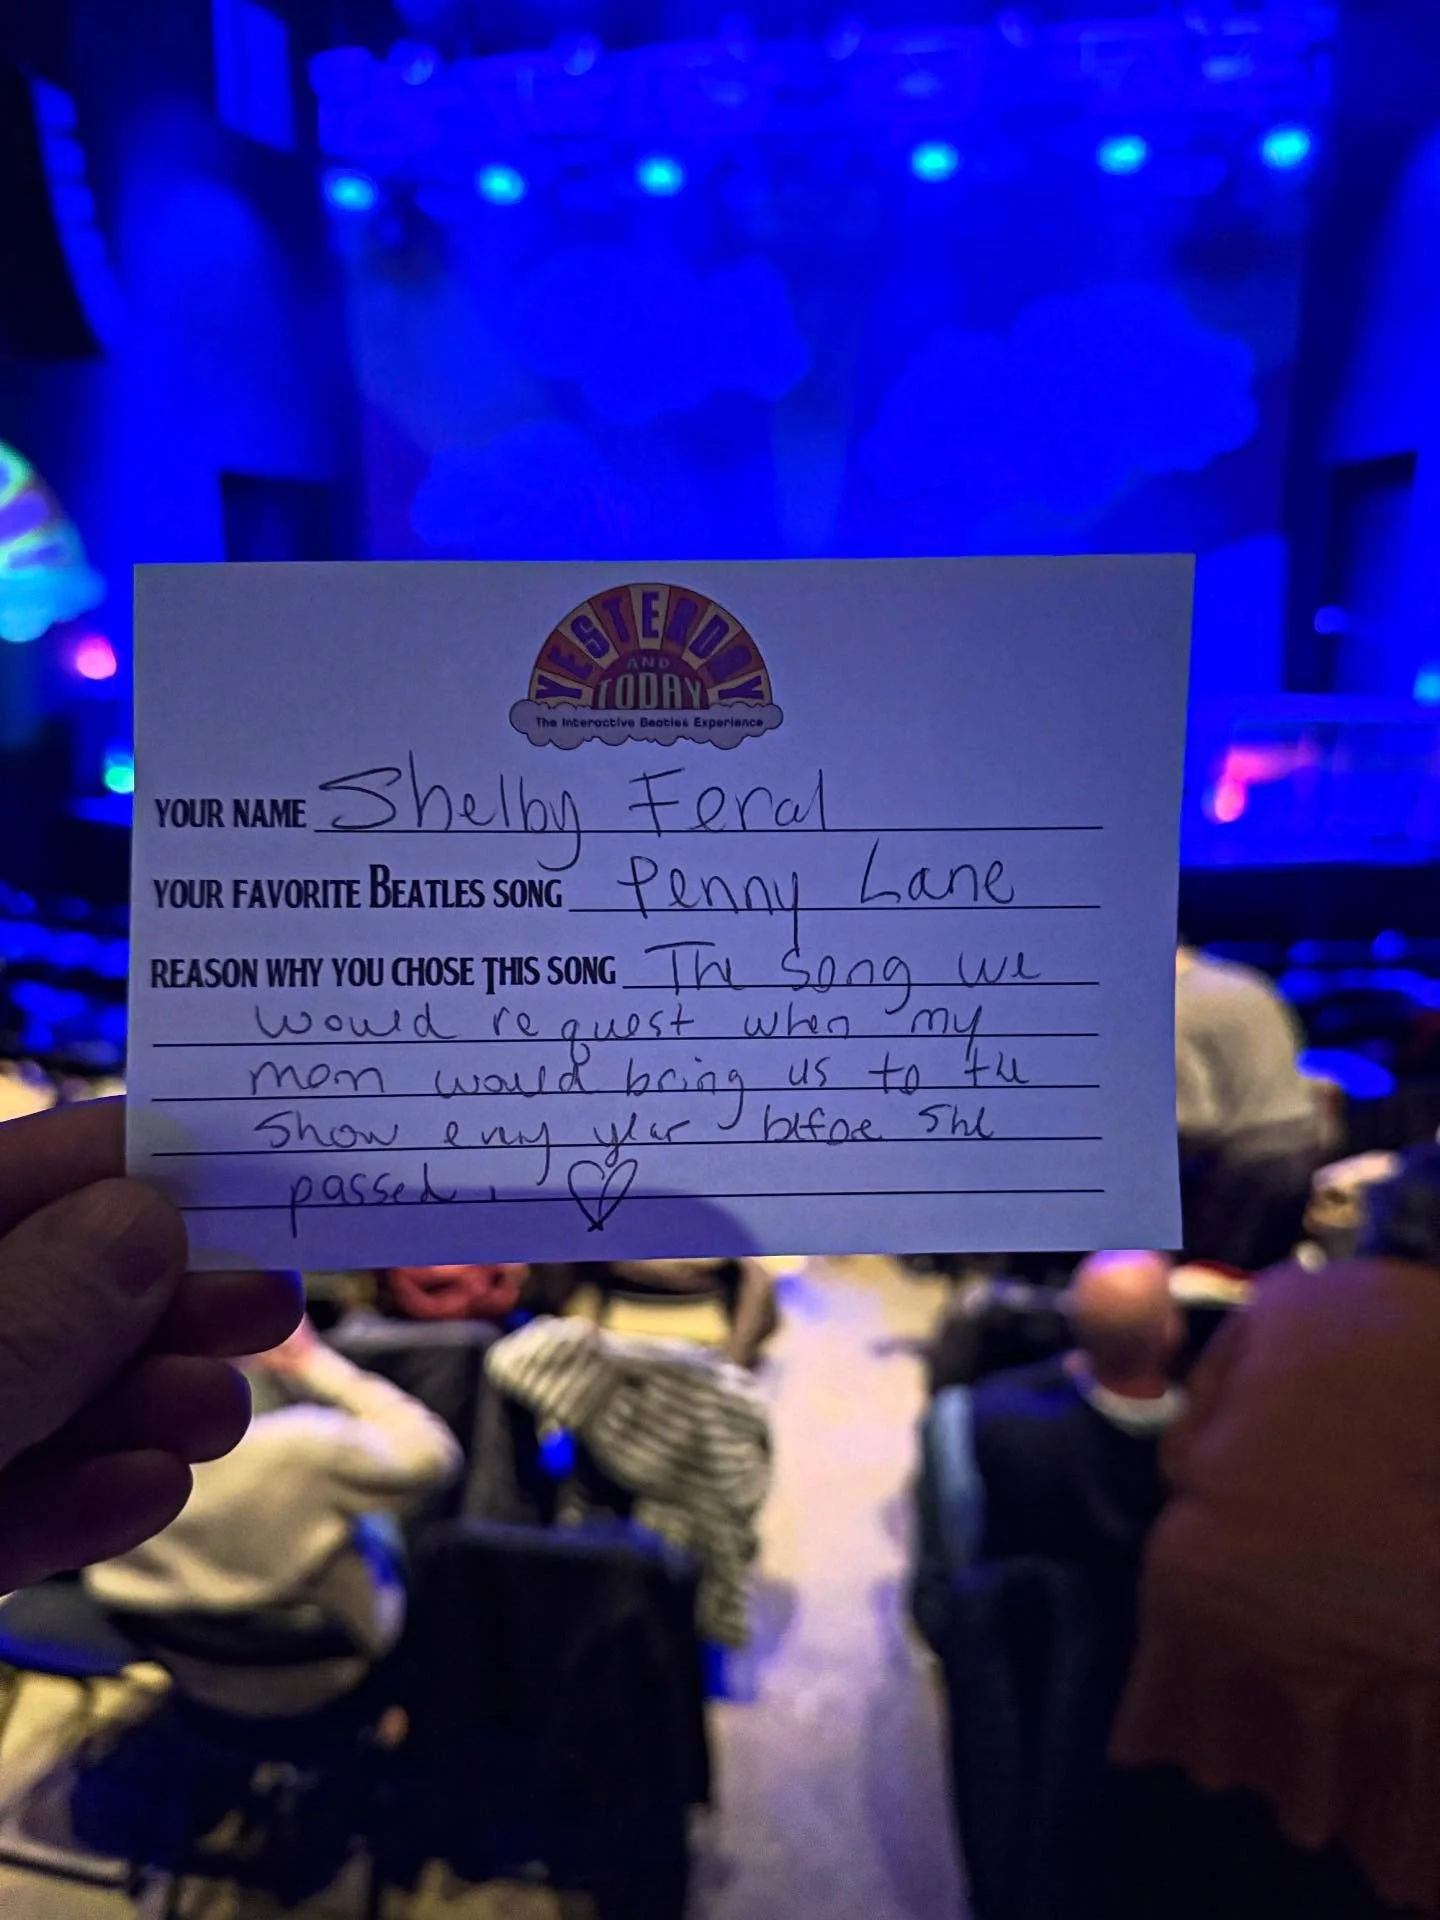 YESTERDAY
AND
TODAY
The Interactive Beatles Experience
YOUR NAME Shelby Feral
YOUR FAVORITE BEATLES SONG Penny Lane
REASON WHY YOU CHOSE THIS SONG The song we
would request when my
mom would bring us to the
show every year before she
passed.